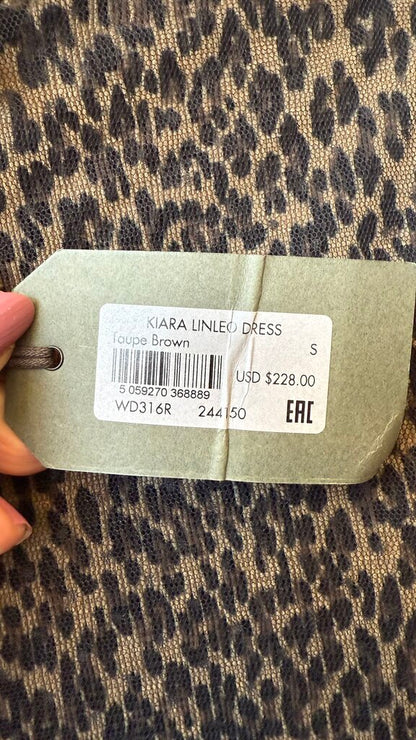 KIARA LINLEO DRESS
Taupe Brown S
USD $228.00
5 059270 368889
WD316R 244150 EAC